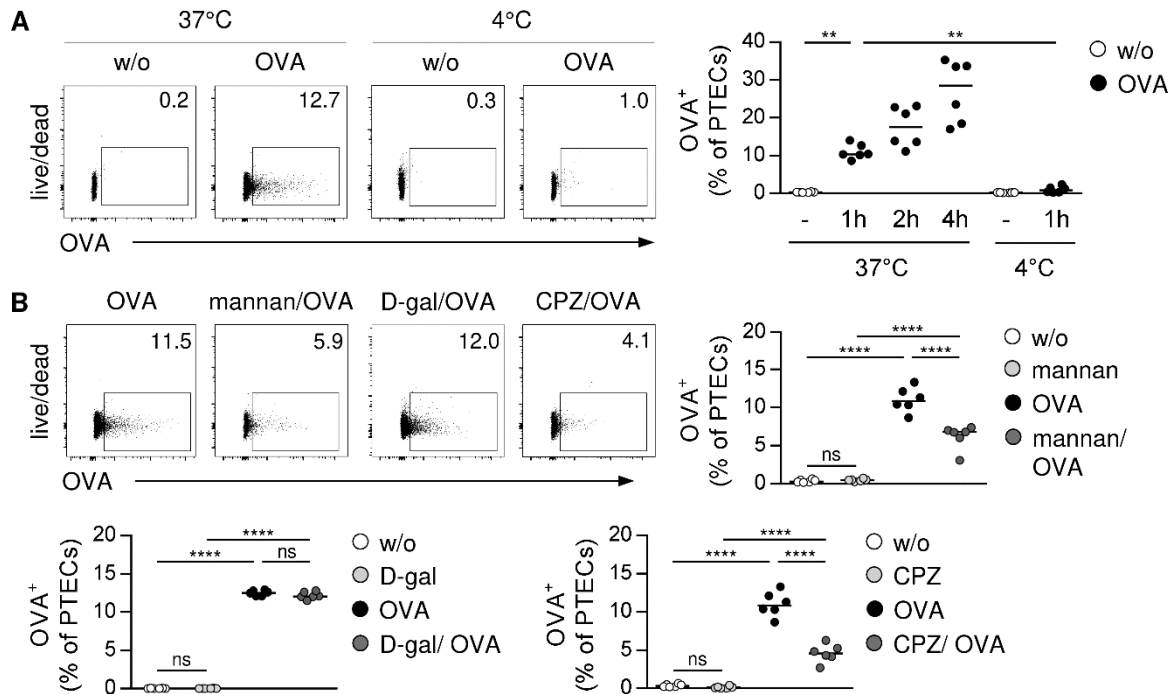 A
37°C
4°C
w/o
OVA
w/o
OVA
0.2
12.7
0.3
1.0
live/dead
OVA
OVA⁺
(% of PTECs)
40
30
20
10
0
**
**
- 1h 2h 4h - 1h
37°C
4°C
w/o
OVA
B
OVA
mannan/OVA
D-gal/OVA
CPZ/OVA
11.5
5.9
12.0
4.1
live/dead
OVA
OVA⁺
(% of PTECs)
20
15
10
5
0
****
****
****
ns
w/o
mannan
OVA
mannan/
OVA
OVA⁺
(% of PTECs)
20
15
10
5
0
****
****
ns
ns
w/o
D-gal
OVA
D-gal/ OVA
OVA⁺
(% of PTECs)
20
15
10
5
0
****
****
****
ns
w/o
CPZ
OVA
CPZ/ OVA